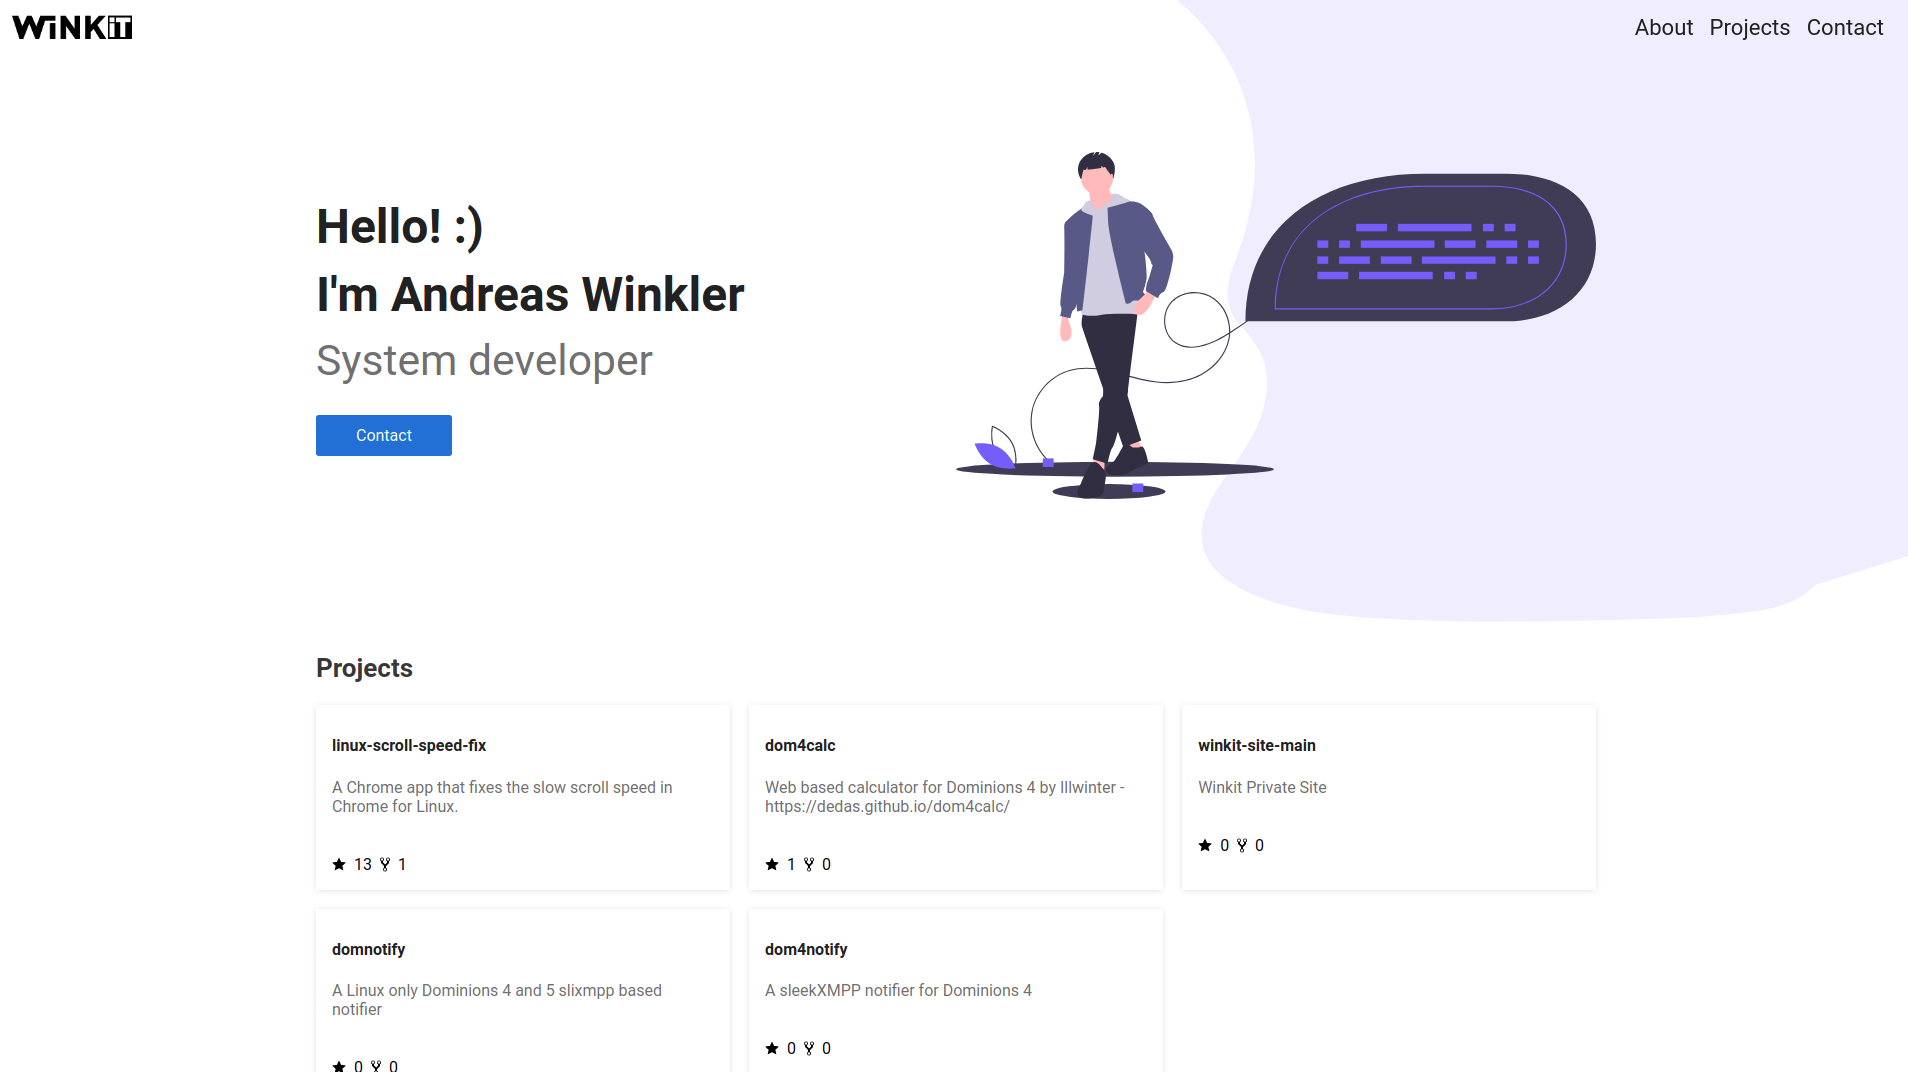 WINKIT
About Projects Contact
Hello! :)
I'm Andreas Winkler
System developer
Contact
Projects
linux-scroll-speed-fix
A Chrome app that fixes the slow scroll speed in
Chrome for Linux.
13 1
dom4calc
Web based calculator for Dominions 4 by Illwinter -
https://dedas.github.io/dom4calc/
1 0
winkit-site-main
Winkit Private Site
0 0
domnotify
A Linux only Dominions 4 and 5 slixmpp based
notifier
0 0
dom4notify
A sleekXMPP notifier for Dominions 4
0 0